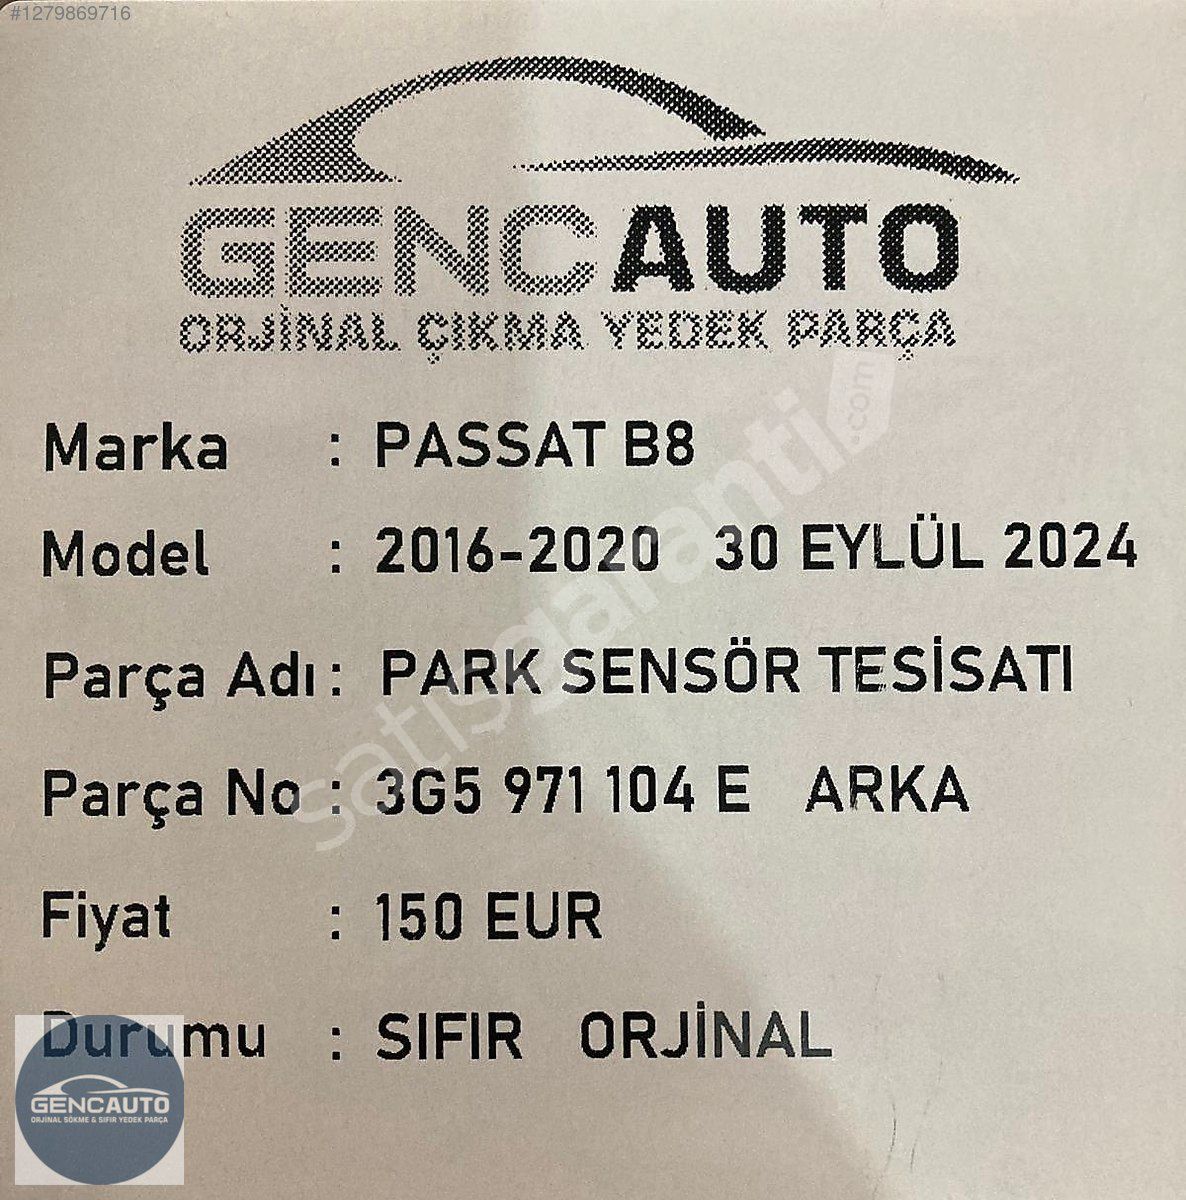 #1279869716
GENCAUTO
ORJİNAL ÇIKMA YEDEK PARÇA
Marka : PASSAT B8
Model : 2016-2020 30 EYLÜL 2024
Parça Adı : PARK SENSÖR TESİSATI
Parça No : 3G5 971 104 E ARKA
Fiyat : 150 EUR
Durumu : SIFIR ORJİNAL
satışgaranti.com
GENCAUTO
ORJİNAL SÖKME & SIFIR YEDEK PARÇA